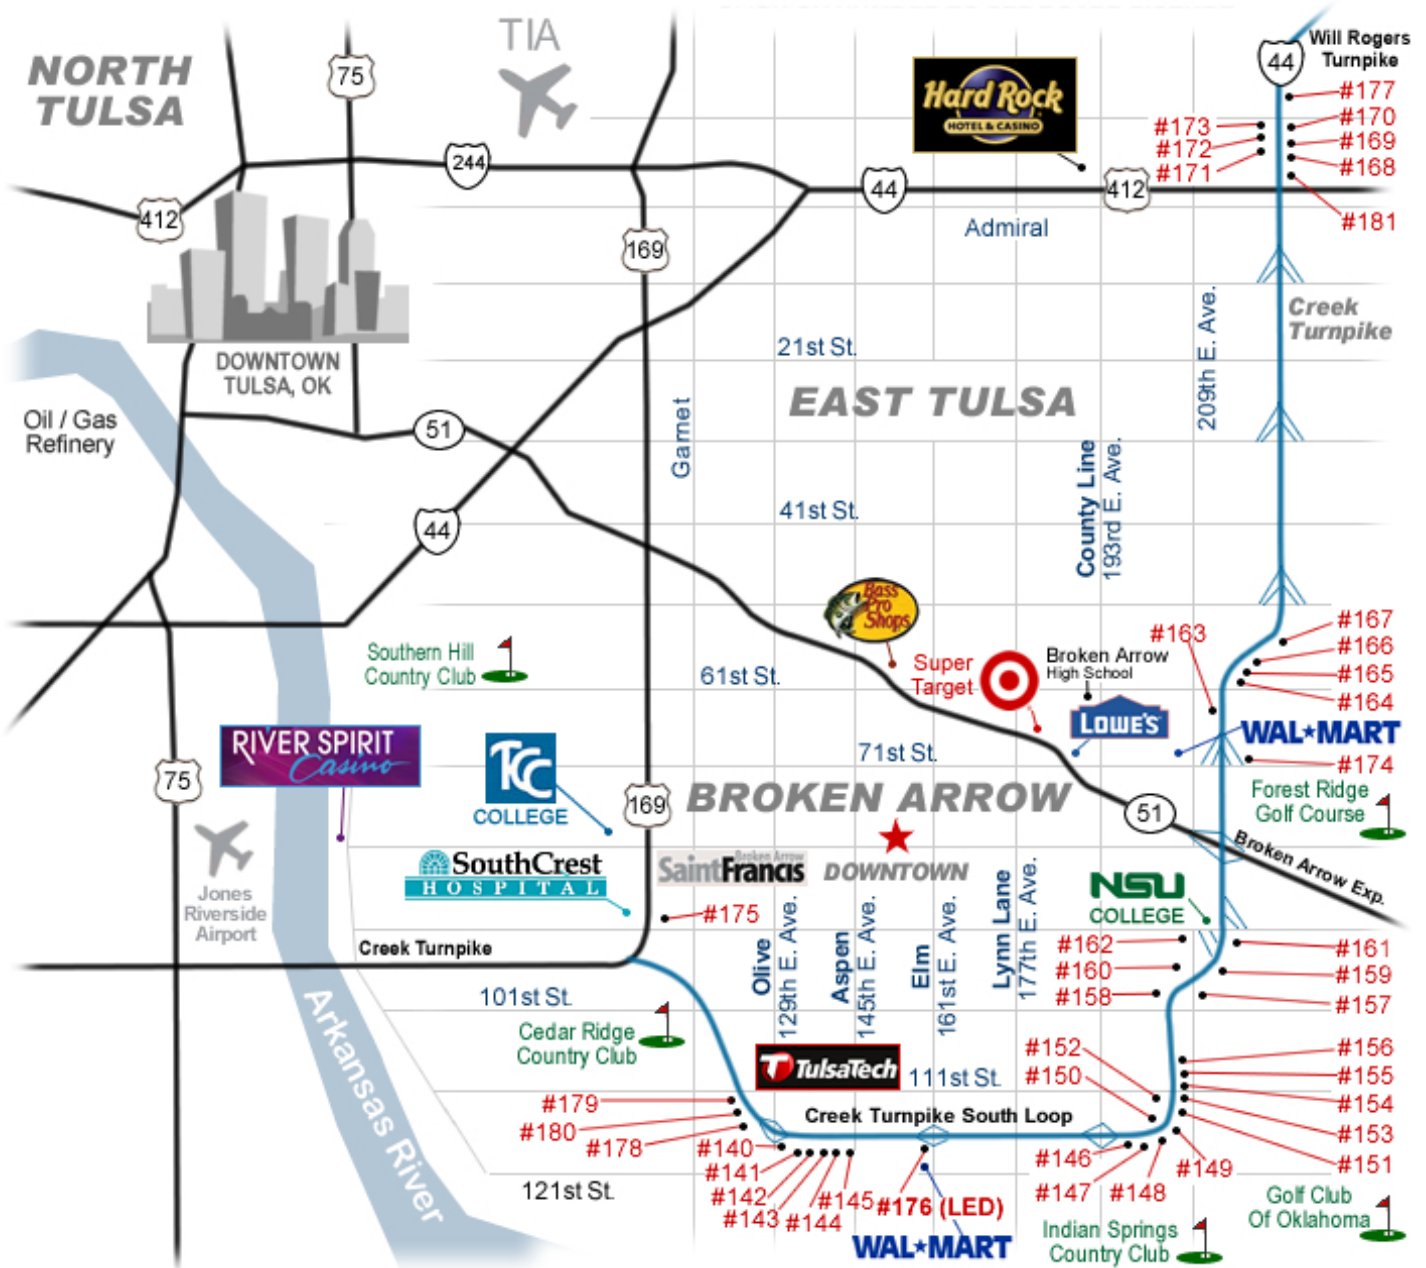 TIA
NORTH
TULSA
75
44
Will Rogers
Turnpike
#177
#170
#169
#168
#181
#173
#172
#171
Hard Rock
HOTEL & CASINO
244
412
44
412
169
Admiral
DOWNTOWN
TULSA, OK
Creek
Turnpike
209th E. Ave.
21st St.
EAST TULSA
Oil / Gas
Refinery
51
Garnet
44
41st St.
County Line
193rd E. Ave.
Bass
Pro
Shops
Southern Hill
Country Club
61st St.
Super
Target
Broken Arrow
High School
#163
#167
#166
#165
#164
LOWE'S
WAL★MART
#174
RIVER SPIRIT
Casino
TCC
COLLEGE
71st St.
75
169
BROKEN ARROW
DOWNTOWN
51
Forest Ridge
Golf Course
Broken Arrow Exp.
Jones
Riverside
Airport
SouthCrest
HOSPITAL
Broken Arrow
SaintFrancis
#175
NSU
COLLEGE
Creek Turnpike
Olive
129th E. Ave.
Aspen
145th E. Ave.
Elm
161st E. Ave.
Lynn Lane
177th E. Ave.
#162
#160
#158
#161
#159
#157
101st St.
Cedar Ridge
Country Club
Arkansas River
T TulsaTech
111st St.
#152
#150
#156
#155
#154
#153
#151
Creek Turnpike South Loop
#179
#180
#178
#140
#141
#142
#143
#144
#145
#176 (LED)
#146
#147
#148
#149
121st St.
WAL★MART
Indian Springs
Country Club
Golf Club
Of Oklahoma